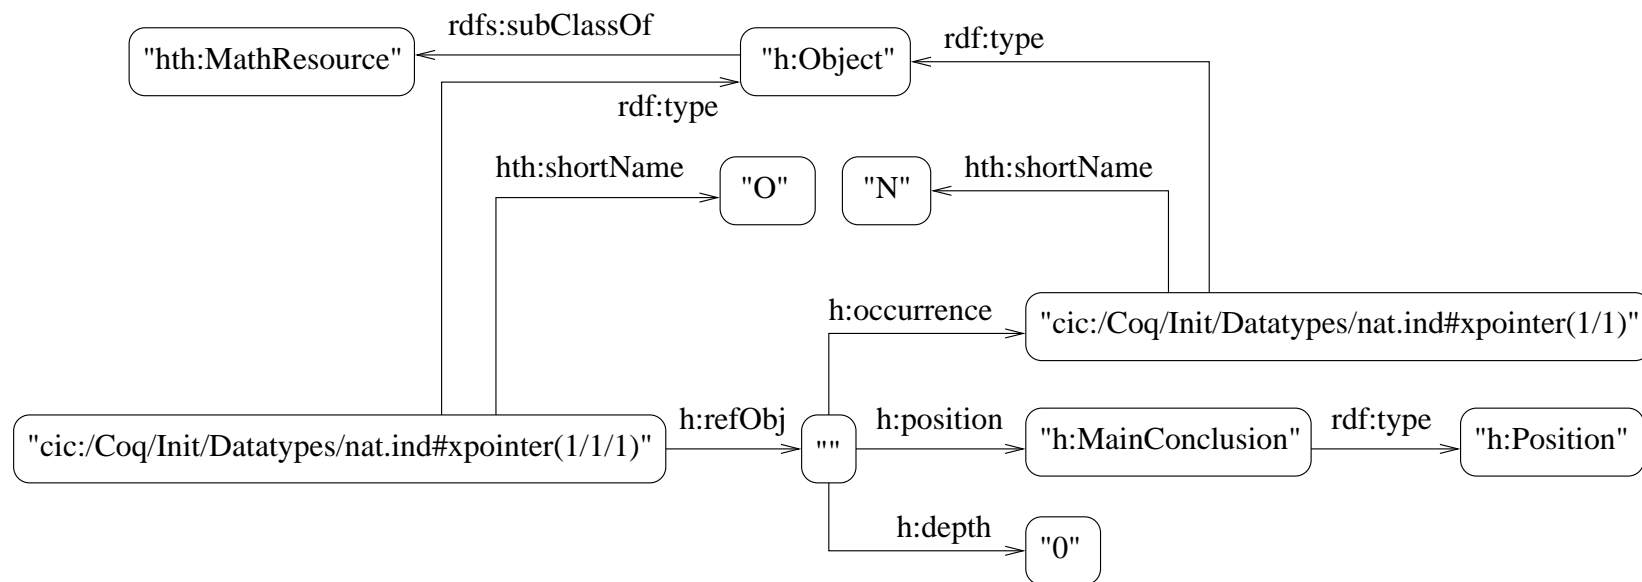 rdfs:subClassOf
"hth:MathResource"
"h:Object"
rdf:type
rdf:type
hth:shortName
"O"
"N"
hth:shortName
h:occurrence
"cic:/Coq/Init/Datatypes/nat.ind#xpointer(1/1)"
"cic:/Coq/Init/Datatypes/nat.ind#xpointer(1/1/1)"
h:refObj
""
h:position
"h:MainConclusion"
rdf:type
"h:Position"
h:depth
"0"